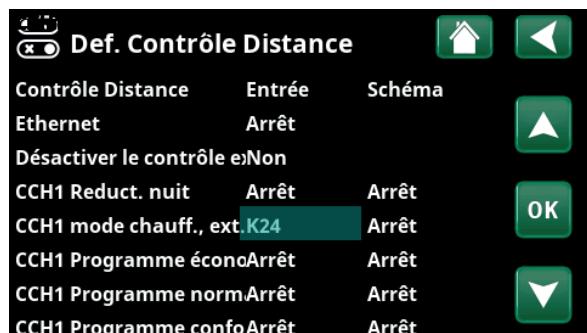 Def. Contrôle Distance
Contrôle Distance Entrée Schéma
Ethernet Arrêt
Désactiver le contrôle e Non
CCH1 Reduct. nuit Arrêt Arrêt
CCH1 mode chauff., ext. K24 Arrêt
OK
CCH1 Programme écono Arrêt Arrêt
CCH1 Programme norm Arrêt Arrêt
CCH1 Programme confo Arrêt Arrêt